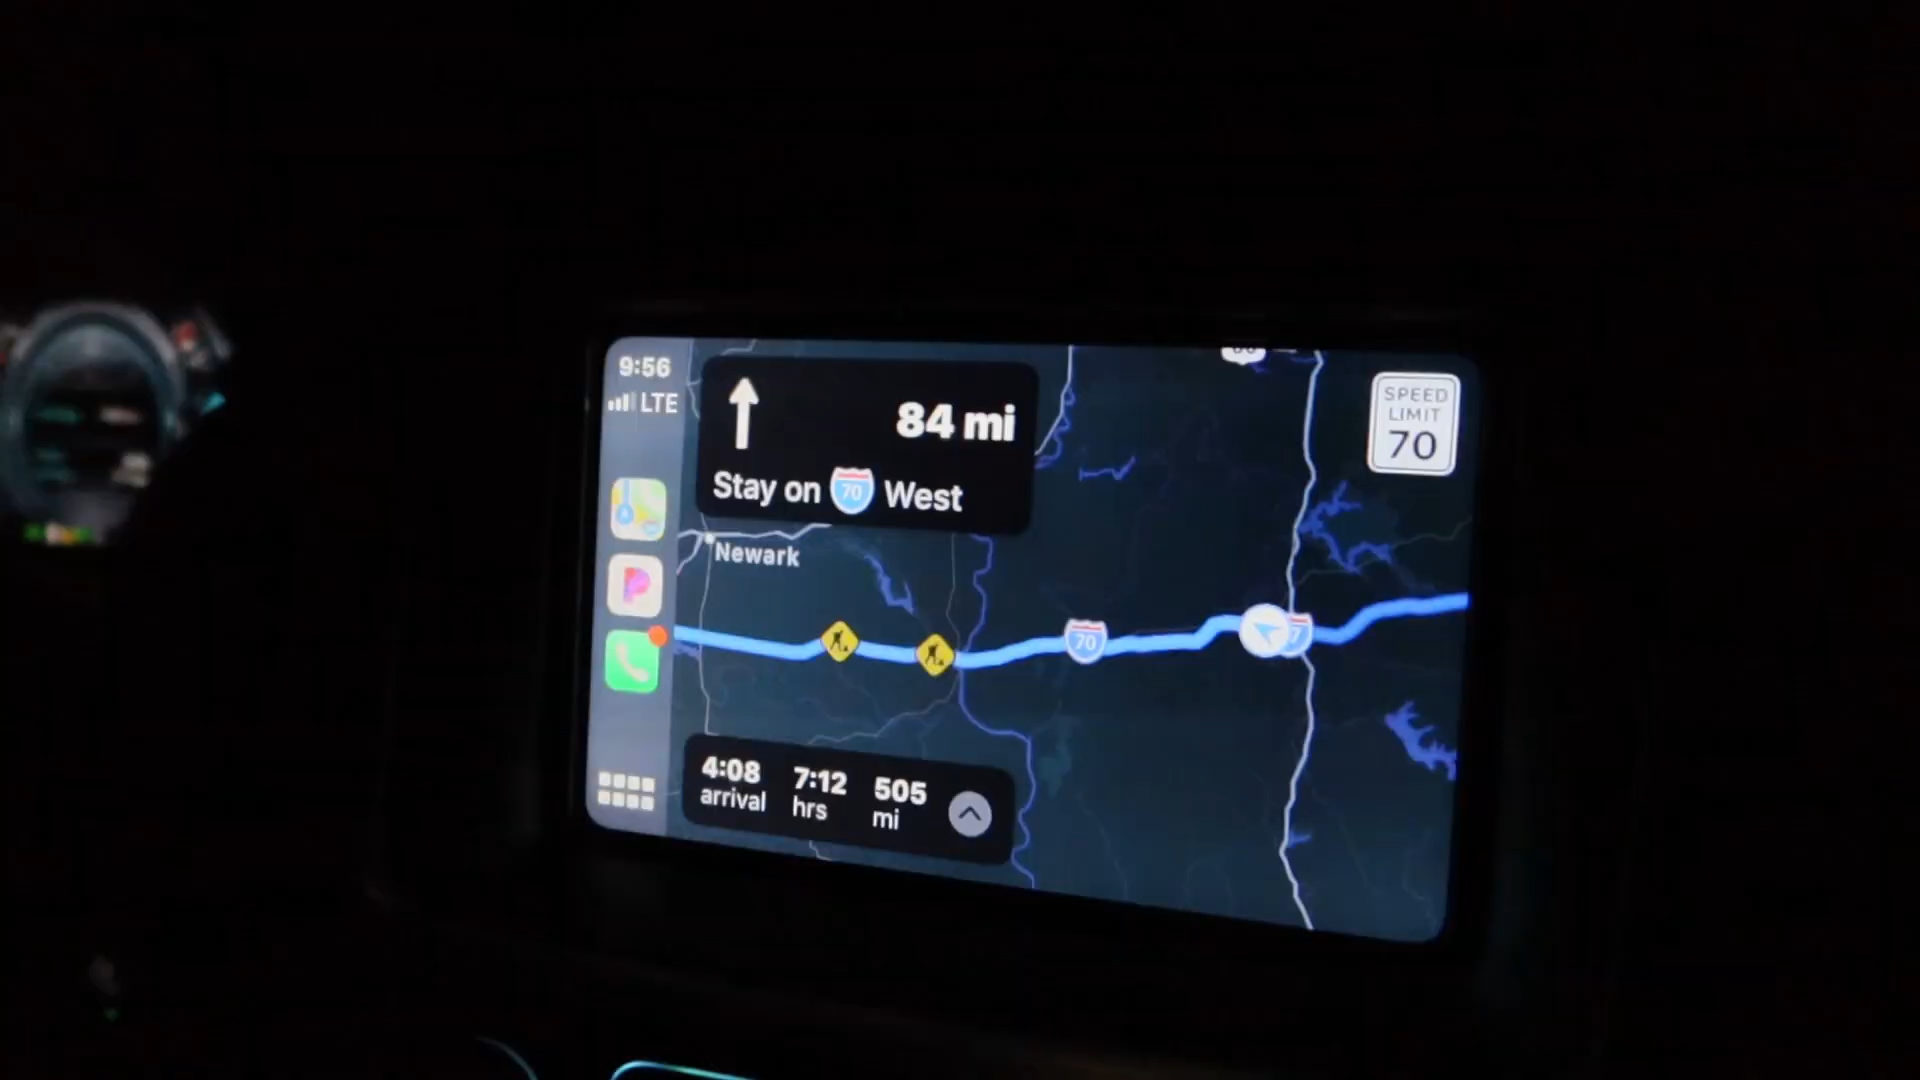 9:56
LTE
84 mi
Stay on 70 West
SPEED
LIMIT
70
Newark
70
7
4:08
arrival
7:12
hrs
505
mi